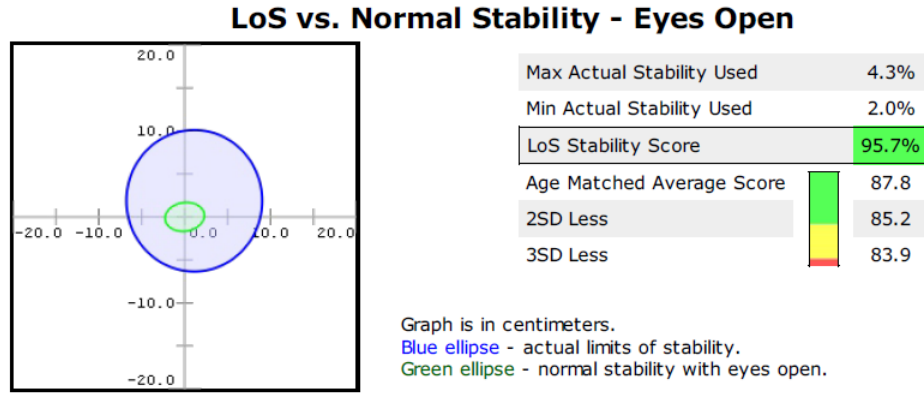 LoS vs. Normal Stability - Eyes Open
20.0
10.0
-20.0 -10.0 0.0 10.0 20.0
-10.0
-20.0
Max Actual Stability Used 4.3%
Min Actual Stability Used 2.0%
LoS Stability Score 95.7%
Age Matched Average Score 87.8
2SD Less 85.2
3SD Less 83.9
Graph is in centimeters.
Blue ellipse - actual limits of stability.
Green ellipse - normal stability with eyes open.